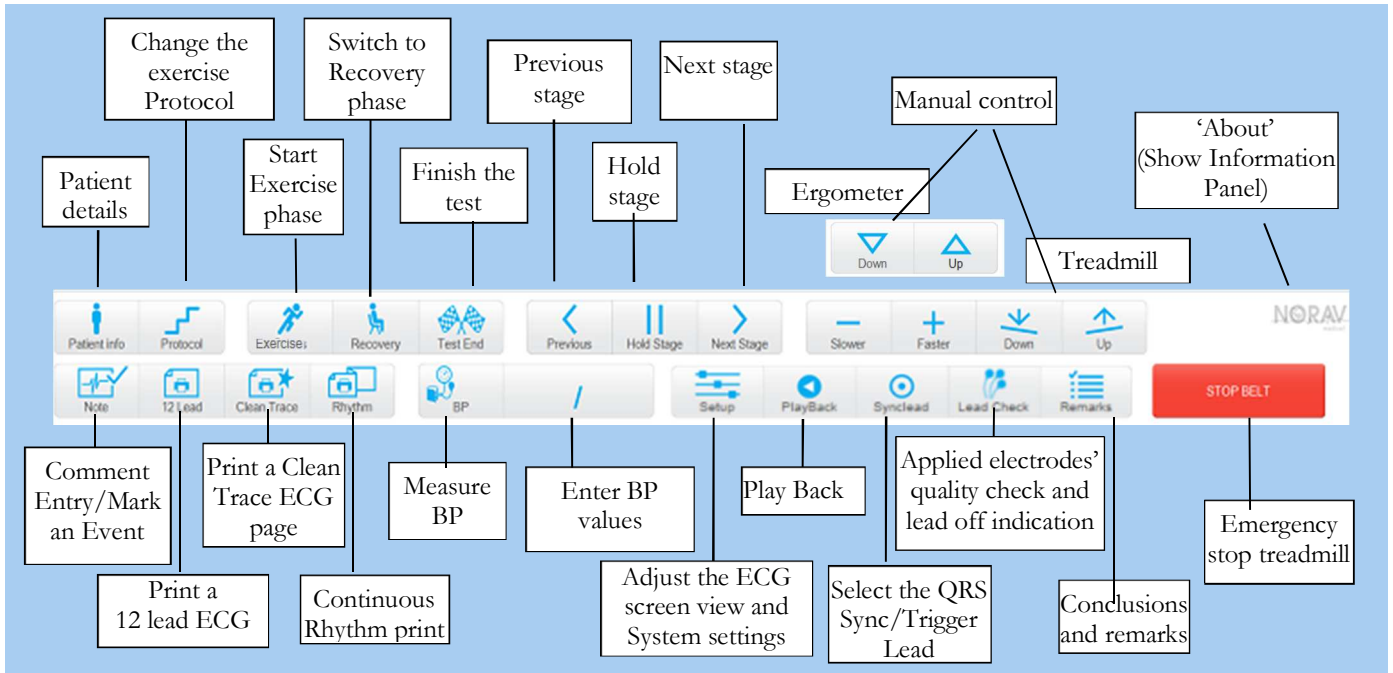 Change the
exercise
Protocol
Switch to
Recovery
phase
Previous
stage
Next stage
Manual control
‘About’
(Show Information
Panel)
Patient
details
Start
Exercise
phase
Finish the
test
Hold
stage
Ergometer
Down
Up
Treadmill
Patient info
Protocol
Exercise
Recovery
Test End
Previous
Hold Stage
Next Stage
Slower
Faster
Down
Up
NORAV
Note
12 Lead
Clean Trace
Rhythm
BP
/
Setup
PlayBack
Synclead
Lead Check
Remarks
STOP BELT
Comment
Entry/Mark
an Event
Print a Clean
Trace ECG
page
Measure
BP
Enter BP
values
Play Back
Applied electrodes’
quality check and
lead off indication
Emergency
stop treadmill
Print a
12 lead ECG
Continuous
Rhythm print
Adjust the ECG
screen view and
System settings
Select the QRS
Sync/Trigger
Lead
Conclusions
and remarks